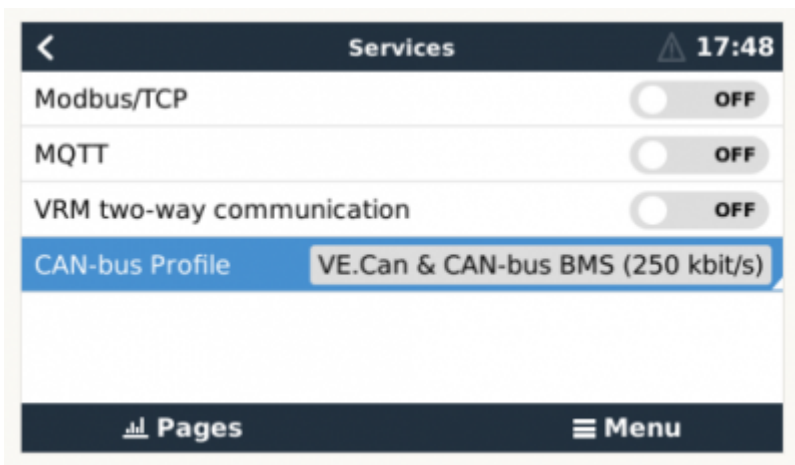 Services 17:48
Modbus/TCP OFF
MQTT OFF
VRM two-way communication OFF
CAN-bus Profile VE.Can & CAN-bus BMS (250 kbit/s)
Pages Menu